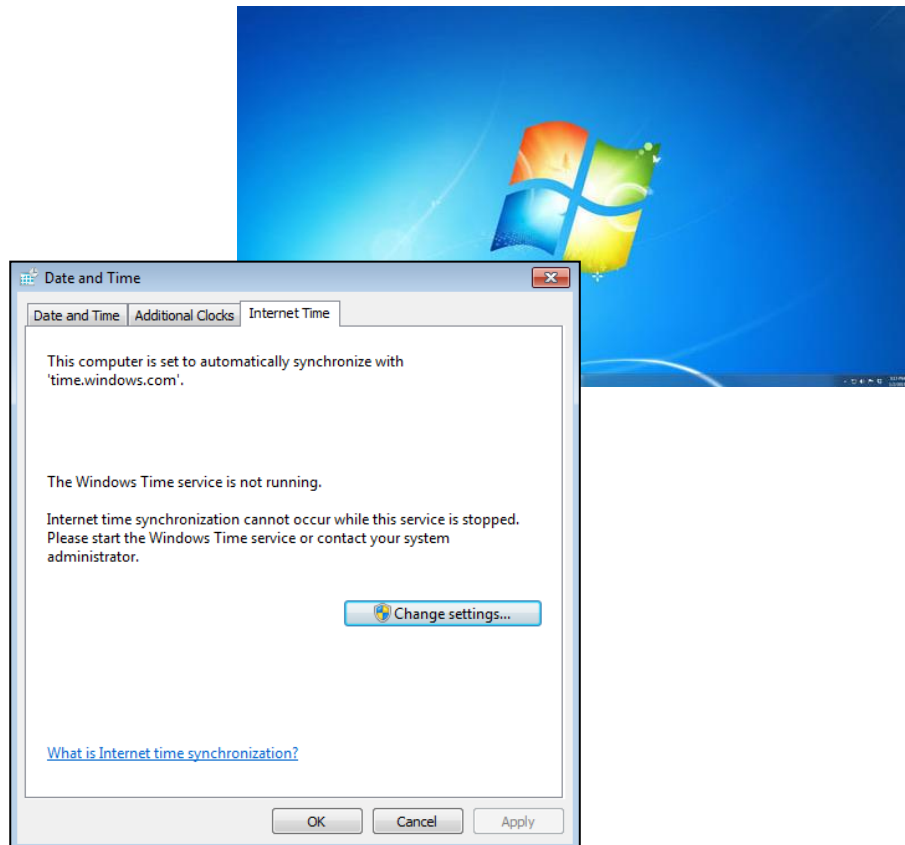 Date and Time
Date and Time Additional Clocks Internet Time
This computer is set to automatically synchronize with
'time.windows.com'.
The Windows Time service is not running.
Internet time synchronization cannot occur while this service is stopped.
Please start the Windows Time service or contact your system
administrator.
Change settings...
What is Internet time synchronization?
OK Cancel Apply